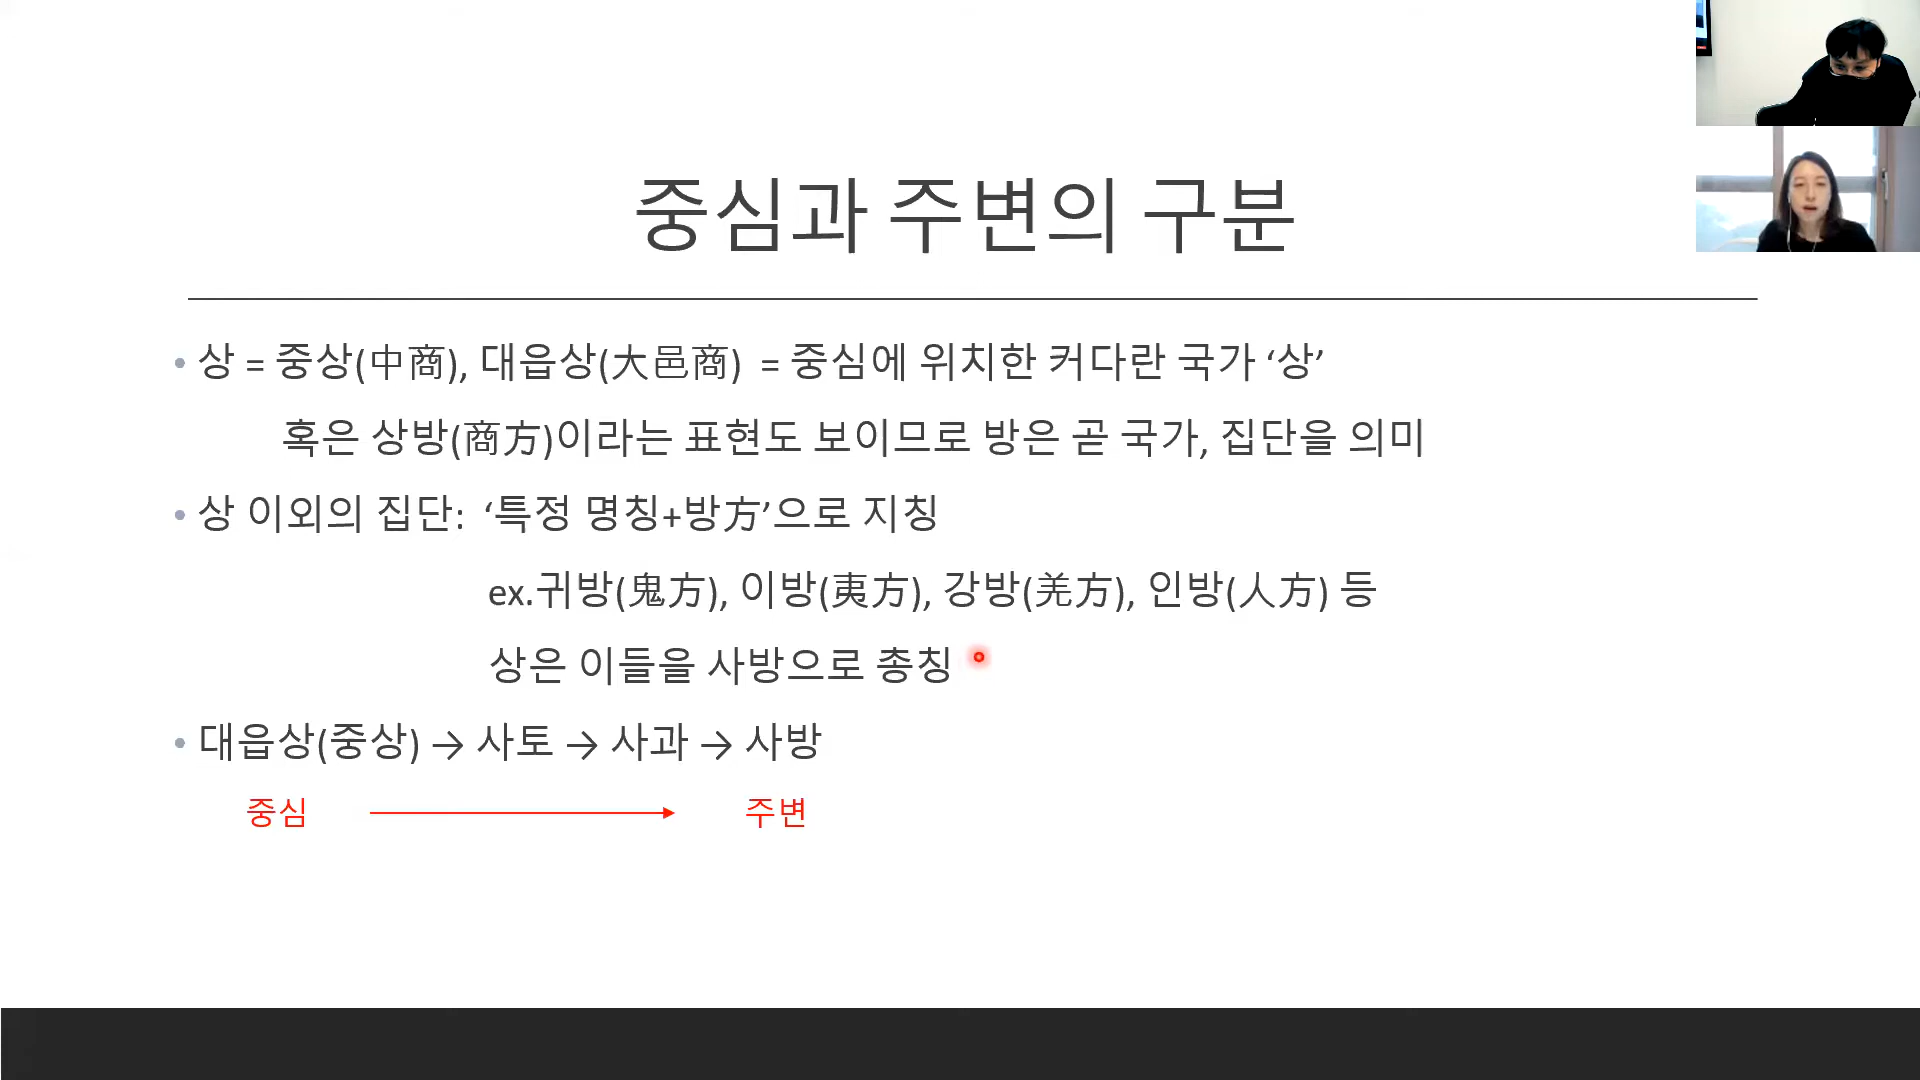 중심과 주변의 구분
• 상 = 중상(中商), 대읍상(大邑商) = 중심에 위치한 커다란 국가 ‘상’
혹은 상방(商方)이라는 표현도 보이므로 방은 곧 국가, 집단을 의미
• 상 이외의 집단: ‘특정 명칭+방方’으로 지칭
ex.귀방(鬼方), 이방(夷方), 강방(羌方), 인방(人方) 등
상은 이들을 사방으로 총칭
• 대읍상(중상) → 사토 → 사과 → 사방
중심 → 주변